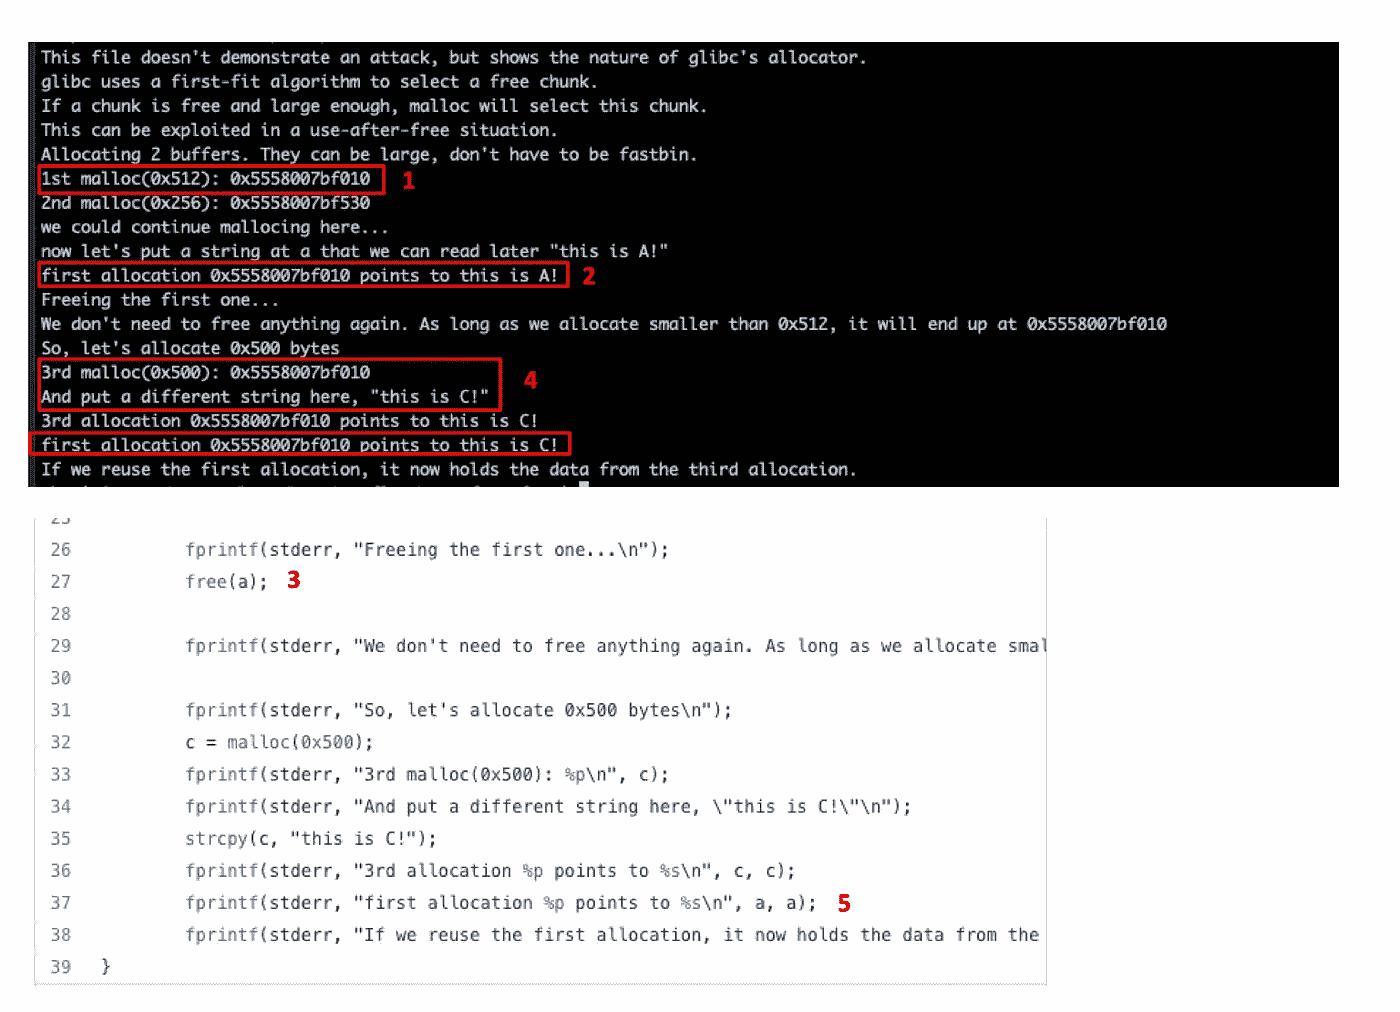 This file doesn't demonstrate an attack, but shows the nature of glibc's allocator.
glibc uses a first-fit algorithm to select a free chunk.
If a chunk is free and large enough, malloc will select this chunk.
This can be exploited in a use-after-free situation.
Allocating 2 buffers. They can be large, don't have to be fastbin.
1st malloc(0x512): 0x5558007bf010 1
2nd malloc(0x256): 0x5558007bf530
we could continue mallocing here...
now let's put a string at a that we can read later "this is A!"
first allocation 0x5558007bf010 points to this is A! 2
Freeing the first one...
We don't need to free anything again. As long as we allocate smaller than 0x512, it will end up at 0x5558007bf010
So, let's allocate 0x500 bytes
3rd malloc(0x500): 0x5558007bf010
4
And put a different string here, "this is C!"
3rd allocation 0x5558007bf010 points to this is C!
first allocation 0x5558007bf010 points to this is C!
If we reuse the first allocation, it now holds the data from the third allocation.
25
26 fprintf(stderr, "Freeing the first one...\n");
27 free(a); 3
28
29 fprintf(stderr, "We don't need to free anything again. As long as we allocate smal
30
31 fprintf(stderr, "So, let's allocate 0x500 bytes\n");
32 c = malloc(0x500);
33 fprintf(stderr, "3rd malloc(0x500): %p\n", c);
34 fprintf(stderr, "And put a different string here, \"this is C!\"\n");
35 strcpy(c, "this is C!");
36 fprintf(stderr, "3rd allocation %p points to %s\n", c, c);
37 fprintf(stderr, "first allocation %p points to %s\n", a, a); 5
38 fprintf(stderr, "If we reuse the first allocation, it now holds the data from the
39 }